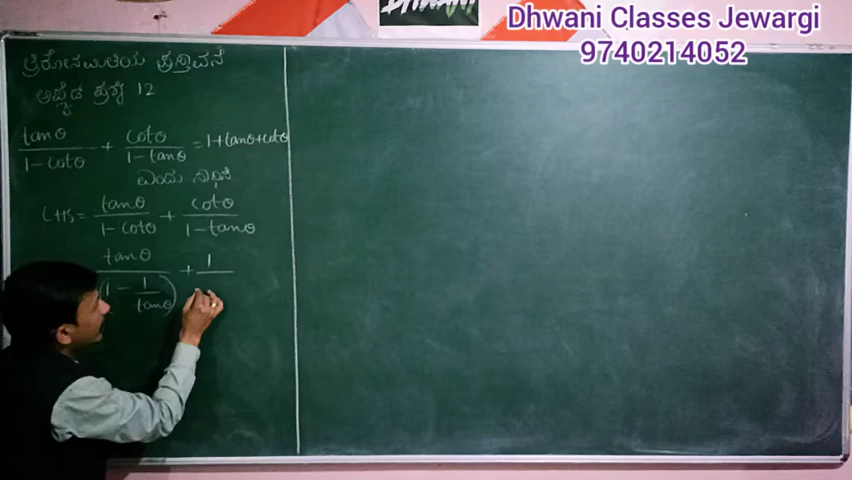 DHWANI
Dhwani Classes Jewargi
9740214052
ತ್ರಿಕೋನಮಿತಿಯ ಪ್ರಸ್ತಾವನೆ
ಪ್ರಶ್ನೆ 12
tanθ/(1-cotθ) + cotθ/(1-tanθ) = 1+tanθ+cotθ
ಎಂದು ಸಾಧಿಸಿ
LHS = tanθ/(1-cotθ) + cotθ/(1-tanθ)
tanθ/(1 - 1/tanθ) + 1